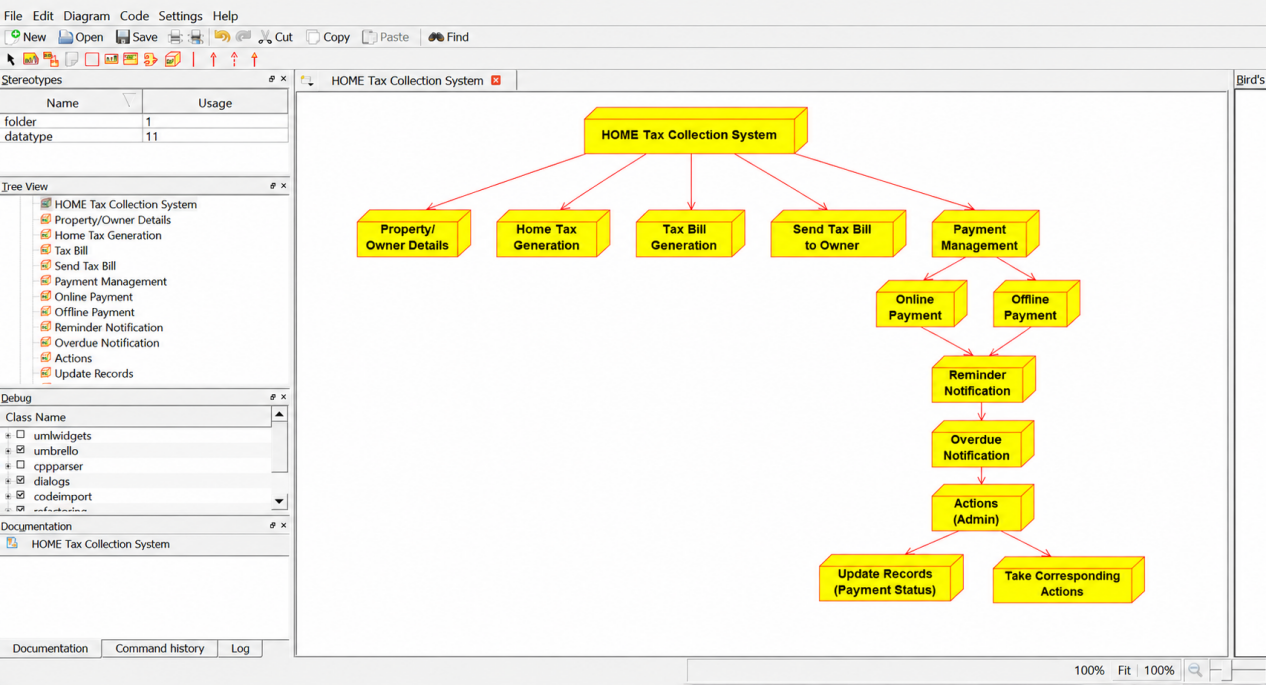 File Edit Diagram Code Settings Help
New Open Save Cut Copy Paste Find
Stereotypes
Name Usage
folder 1
datatype 11
Tree View
HOME Tax Collection System
Property/Owner Details
Home Tax Generation
Tax Bill
Send Tax Bill
Payment Management
Online Payment
Offline Payment
Reminder Notification
Overdue Notification
Actions
Update Records
Debug
Class Name
umlwidgets
umbrello
cppparser
dialogs
codeimport
refactoring
Documentation
HOME Tax Collection System
Documentation Command history Log
HOME Tax Collection System
Bird's
HOME Tax Collection System
Property/
Owner Details
Home Tax
Generation
Tax Bill
Generation
Send Tax Bill
to Owner
Payment
Management
Online
Payment
Offline
Payment
Reminder
Notification
Overdue
Notification
Actions
(Admin)
Update Records
(Payment Status)
Take Corresponding
Actions
100% Fit 100%